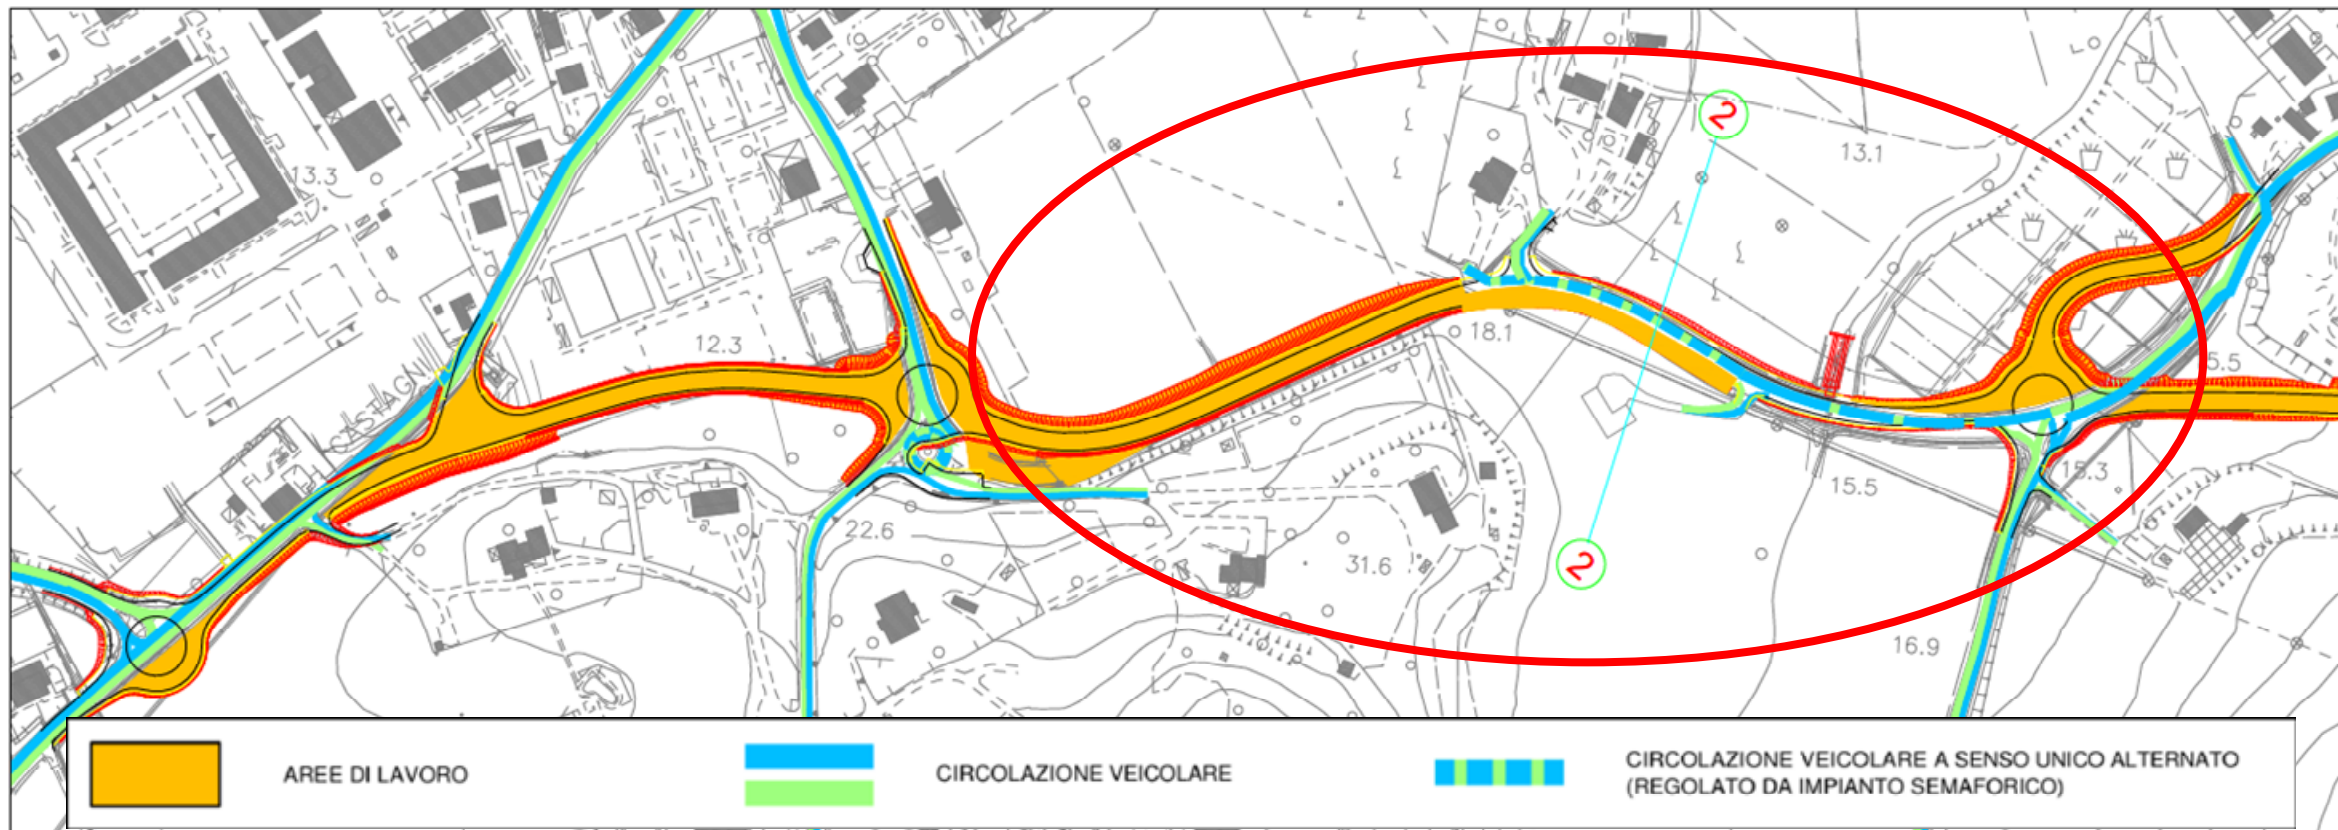 2
13.1
13.3
18.1
12.3
5.5
CASTAGNI
15.3
15.5
22.6
31.6
2
16.9
AREE DI LAVORO
CIRCOLAZIONE VEICOLARE
CIRCOLAZIONE VEICOLARE A SENSO UNICO ALTERNATO
(REGOLATO DA IMPIANTO SEMAFORICO)